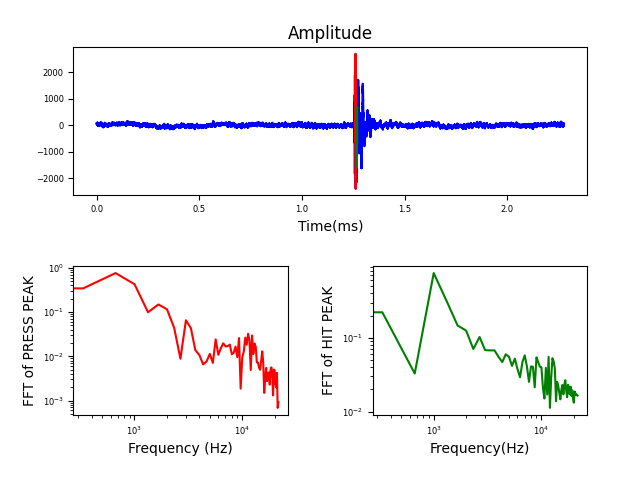 Amplitude
2000
1000
0
−1000
−2000
0.0 0.5 1.0 1.5 2.0
Time(ms)
FFT of PRESS PEAK
10⁰
10⁻¹
10⁻²
10⁻³
10³ 10⁴
Frequency (Hz)
FFT of HIT PEAK
10⁻¹
10⁻²
10³ 10⁴
Frequency(Hz)